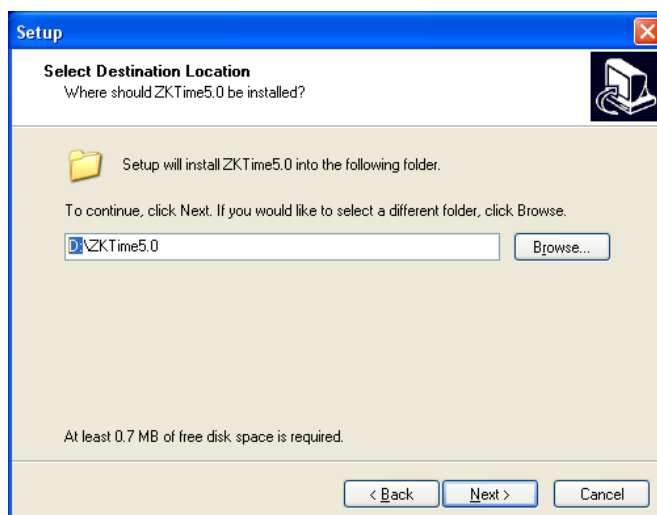 Setup
Select Destination Location
Where should ZKTime5.0 be installed?
Setup will install ZKTime5.0 into the following folder.
To continue, click Next. If you would like to select a different folder, click Browse.
D:\ZKTime5.0
Browse...
At least 0.7 MB of free disk space is required.
< Back
Next >
Cancel